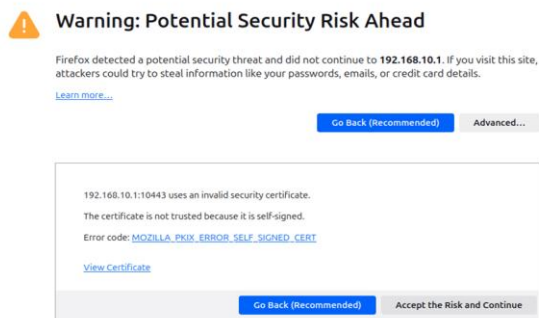 Warning: Potential Security Risk Ahead
Firefox detected a potential security threat and did not continue to 192.168.10.1. If you visit this site,
attackers could try to steal information like your passwords, emails, or credit card details.
Learn more…
Go Back (Recommended) Advanced…
192.168.10.1:10443 uses an invalid security certificate.
The certificate is not trusted because it is self-signed.
Error code: MOZILLA_PKIX_ERROR_SELF_SIGNED_CERT
View Certificate
Go Back (Recommended) Accept the Risk and Continue